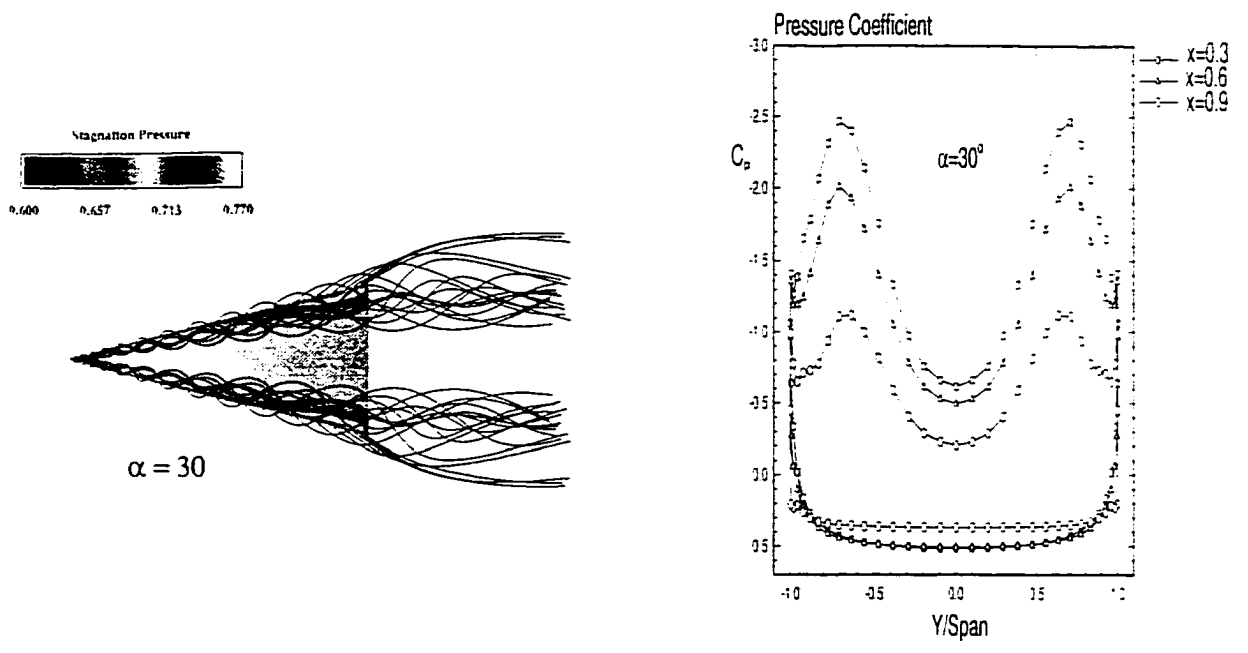 Stagnation Pressure
0.600 0.657 0.713 0.770
α = 30
Pressure Coefficient
x=0.3
x=0.6
x=0.9
α=30°
Cp
-3.0
-2.5
-2.0
-1.5
-1.0
-0.5
0.0
0.5
-1.0 -0.5 0.0 0.5 1.0
Y/Span